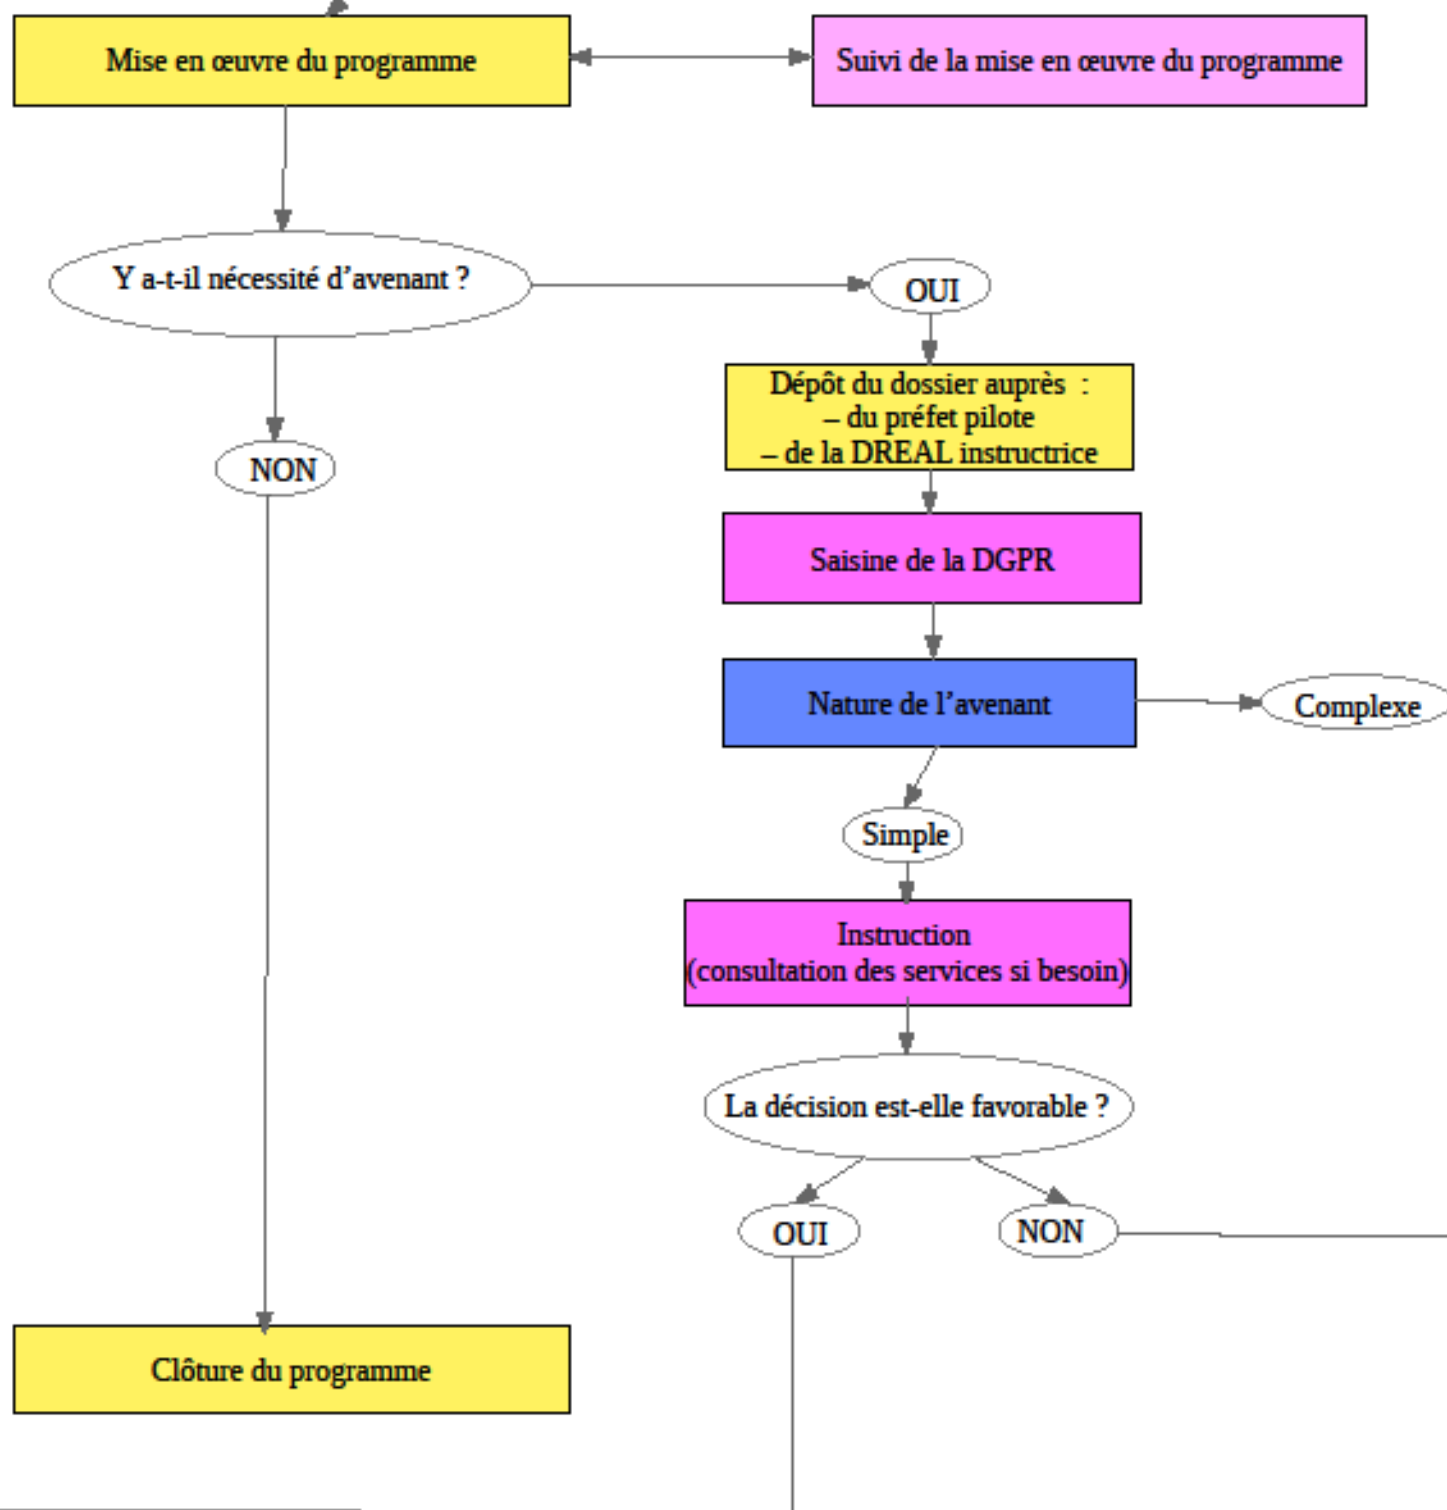 Mise en œuvre du programme
Suivi de la mise en œuvre du programme
Y a-t-il nécessité d’avenant ?
OUI
Dépôt du dossier auprès  :
– du préfet pilote
– de la DREAL instructrice
NON
Saisine de la DGPR
Nature de l’avenant
Complexe
Simple
Instruction
(consultation des services si besoin)
La décision est-elle favorable ?
OUI
NON
Clôture du programme